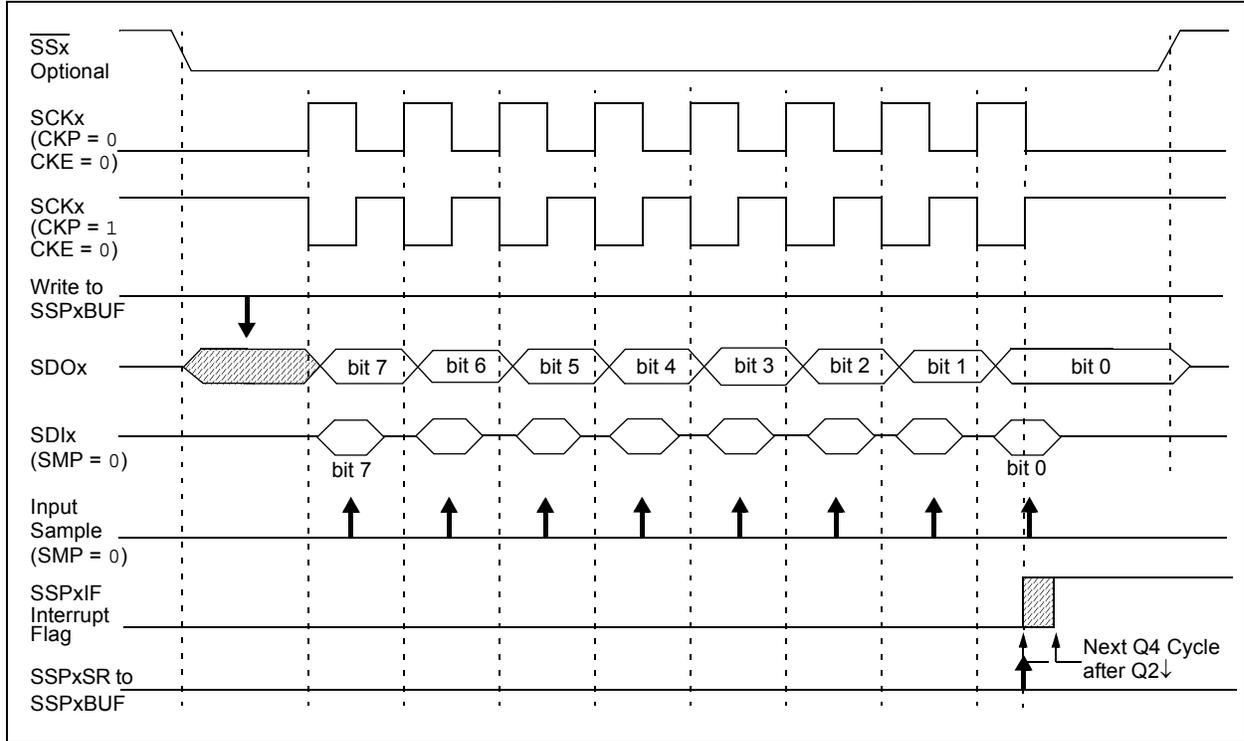 SSx
Optional
SCKx
(CKP = 0
CKE = 0)
SCKx
(CKP = 1
CKE = 0)
Write to
SSPxBUF
SDOx
bit 7
bit 6
bit 5
bit 4
bit 3
bit 2
bit 1
bit 0
SDIx
(SMP = 0)
bit 7
bit 0
Input
Sample
(SMP = 0)
SSPxIF
Interrupt
Flag
Next Q4 Cycle
after Q2↓
SSPxSR to
SSPxBUF